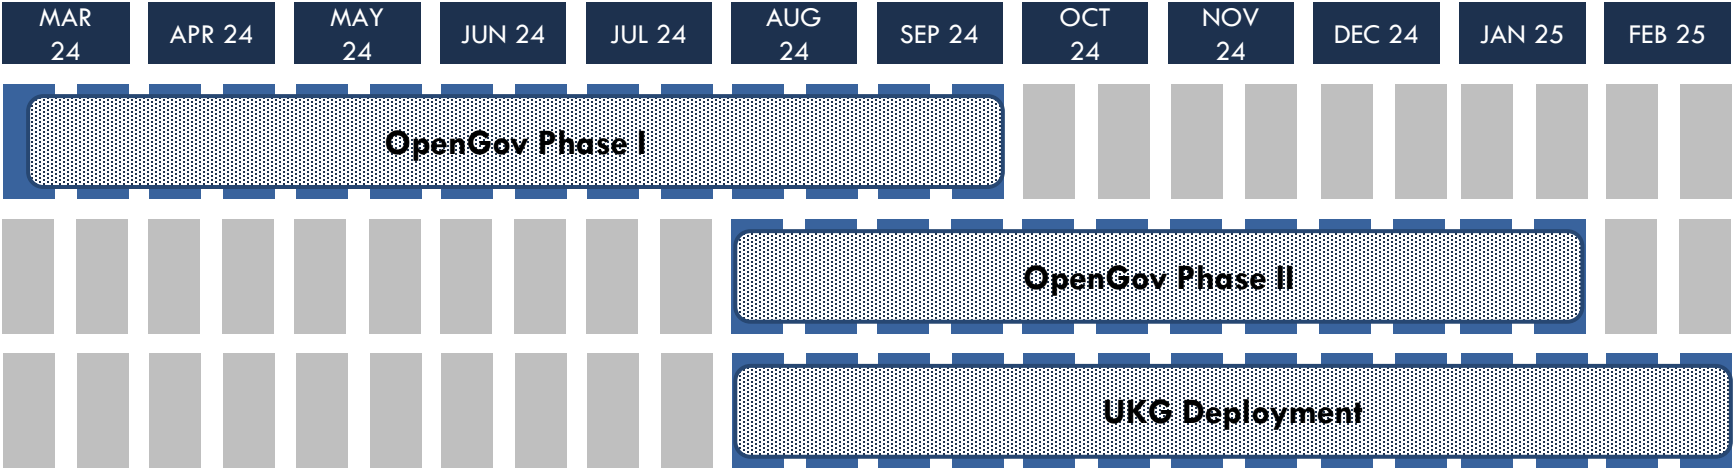 MAR
24
APR 24
MAY
24
JUN 24
JUL 24
AUG
24
SEP 24
OCT
24
NOV
24
DEC 24
JAN 25
FEB 25
OpenGov Phase I
OpenGov Phase II
UKG Deployment